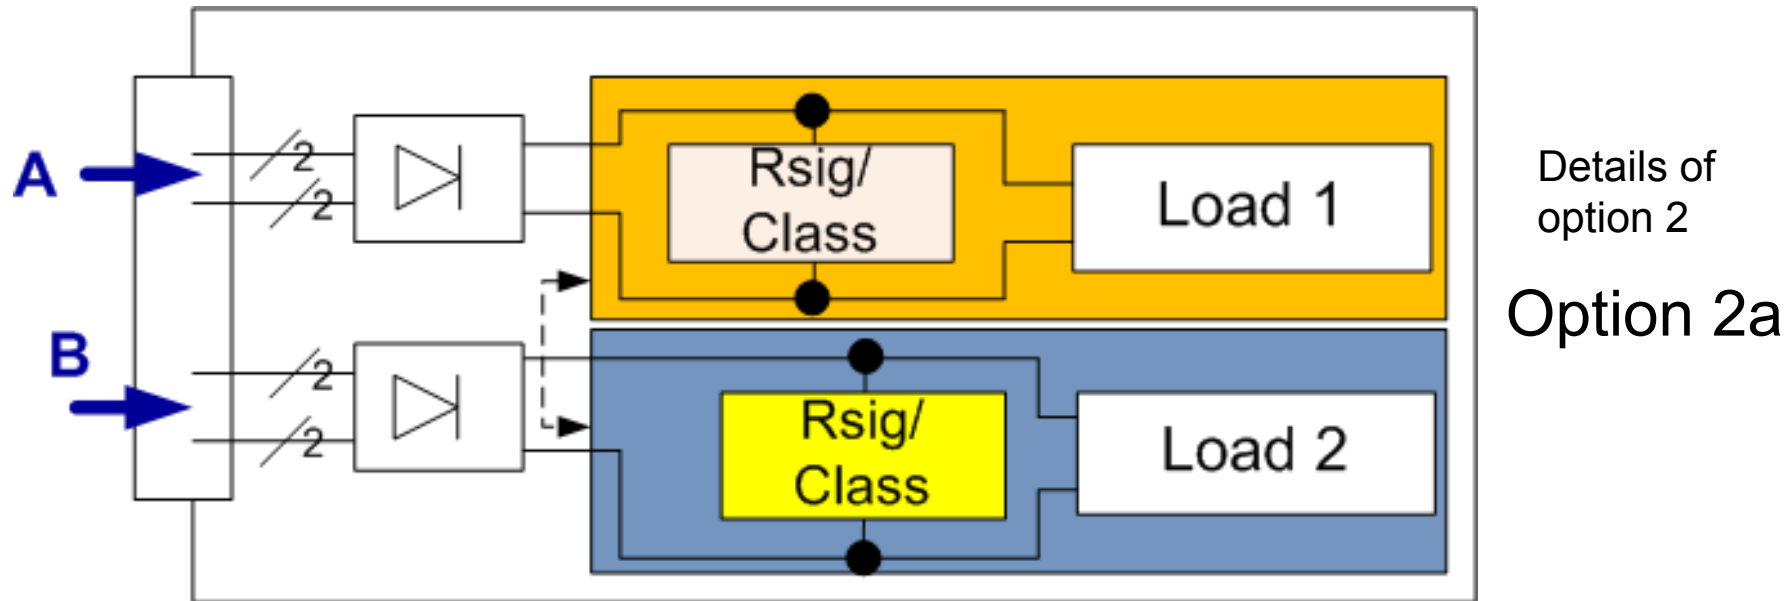 A
2
2
Rsig/
Class
Load 1
B
2
2
Rsig/
Class
Load 2
Details of
option 2
Option 2a